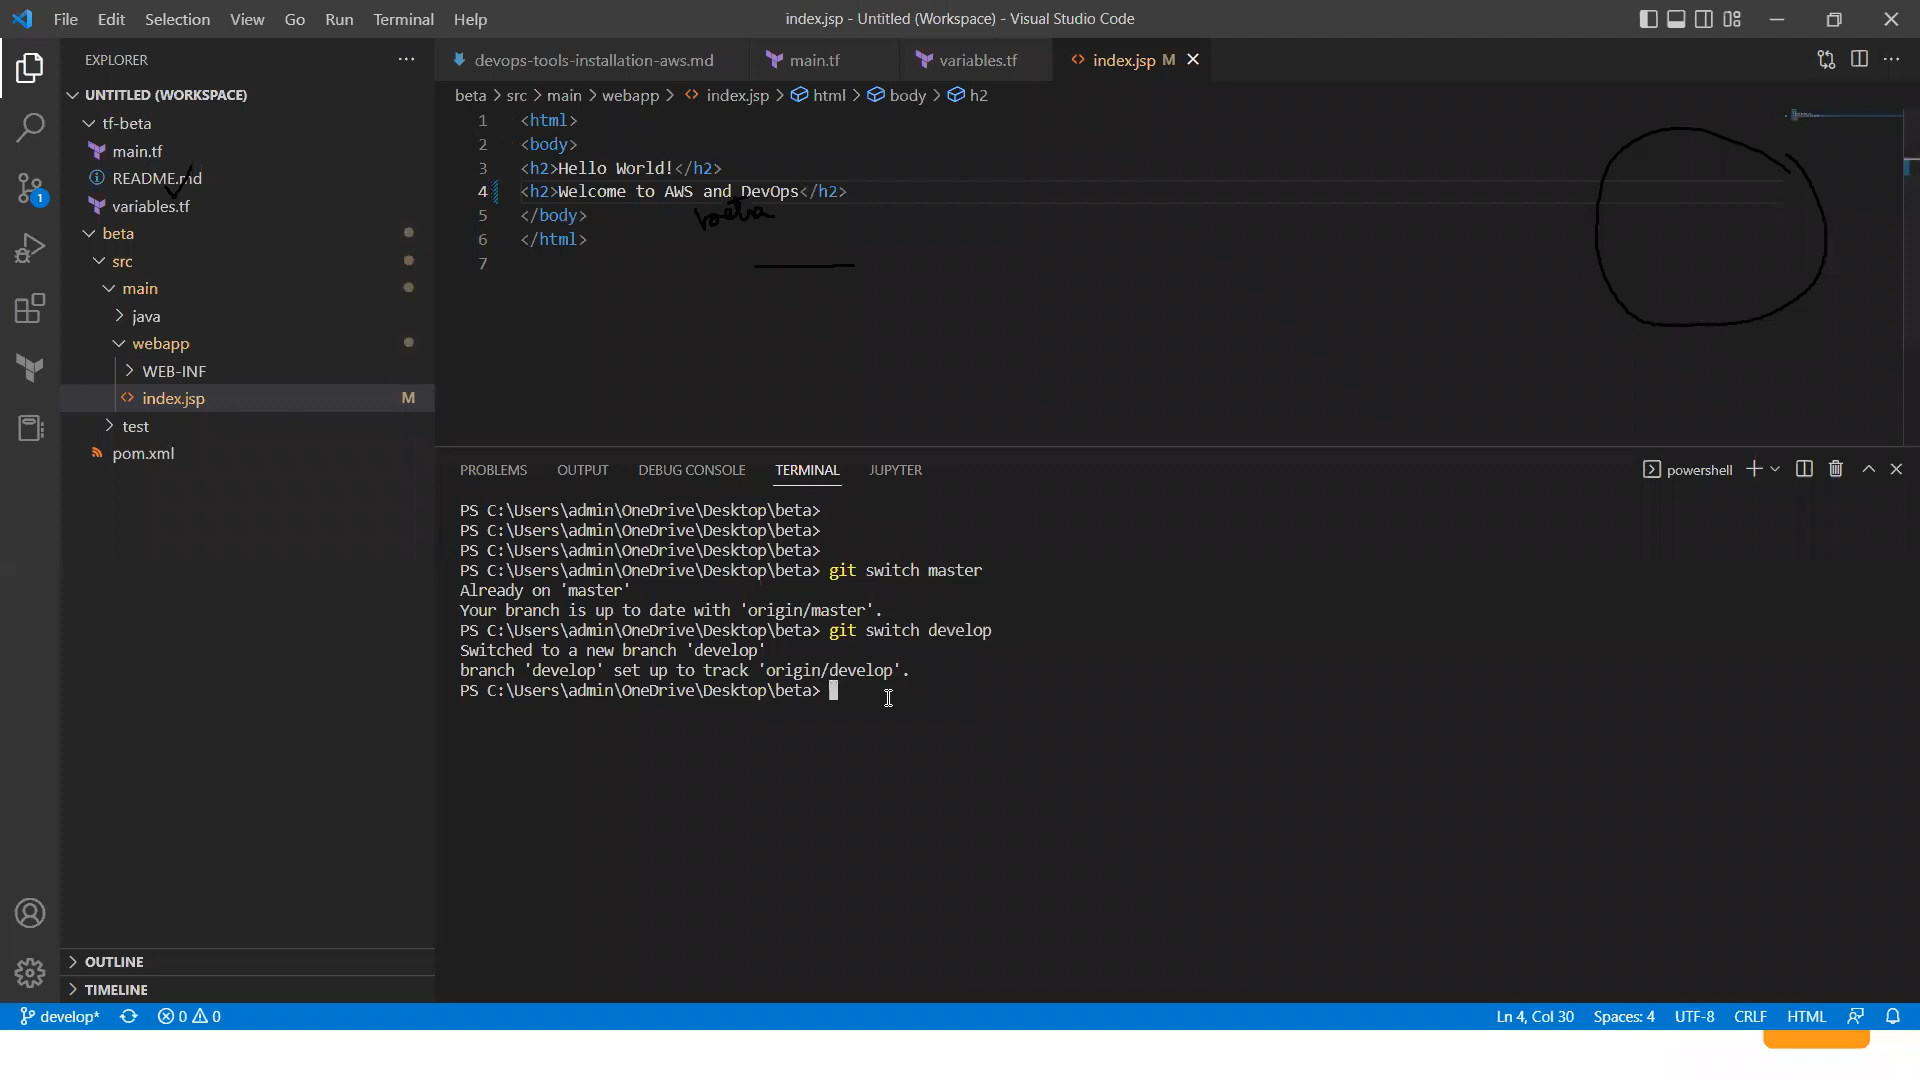 File Edit Selection View Go Run Terminal Help
index.jsp - Untitled (Workspace) - Visual Studio Code
EXPLORER
UNTITLED (WORKSPACE)
tf-beta
main.tf
README.md
variables.tf
beta
src
main
java
webapp
WEB-INF
index.jsp M
test
pom.xml
OUTLINE
TIMELINE
1
devops-tools-installation-aws.md main.tf variables.tf index.jsp M
beta > src > main > webapp > index.jsp > html > body > h2
1 <html>
2 <body>
3 <h2>Hello World!</h2>
4 <h2>Welcome to AWS and DevOps</h2>
beta
5 </body>
6 </html>
7
PROBLEMS OUTPUT DEBUG CONSOLE TERMINAL JUPYTER
powershell
PS C:\Users\admin\OneDrive\Desktop\beta>
PS C:\Users\admin\OneDrive\Desktop\beta>
PS C:\Users\admin\OneDrive\Desktop\beta>
PS C:\Users\admin\OneDrive\Desktop\beta> git switch master
Already on 'master'
Your branch is up to date with 'origin/master'.
PS C:\Users\admin\OneDrive\Desktop\beta> git switch develop
Switched to a new branch 'develop'
branch 'develop' set up to track 'origin/develop'.
PS C:\Users\admin\OneDrive\Desktop\beta>
develop* 0 0
Ln 4, Col 30 Spaces: 4 UTF-8 CRLF HTML